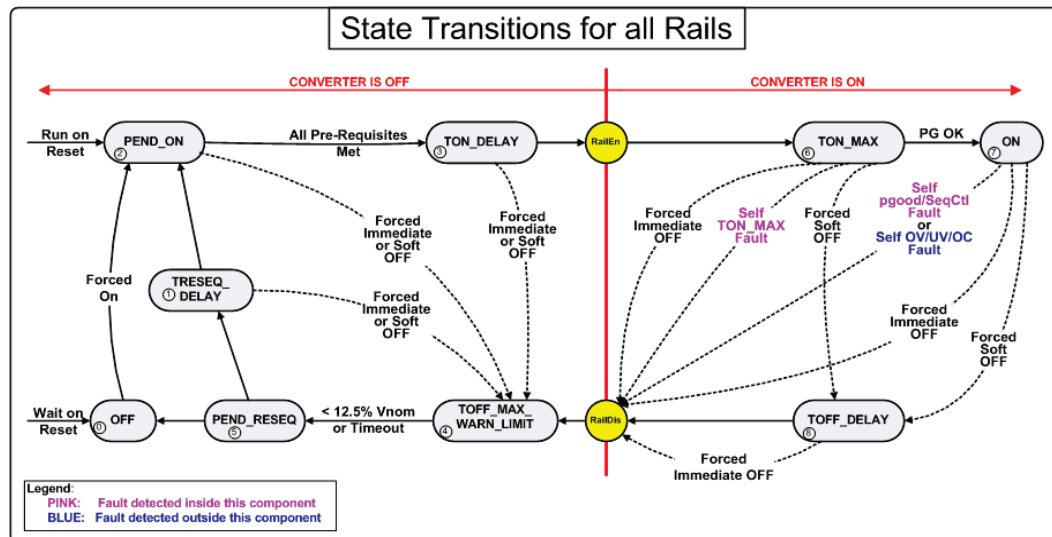 State Transitions for all Rails
CONVERTER IS OFF
CONVERTER IS ON
Run on
Reset
PEND_ON
2
All Pre-Requisites
Met
TON_DELAY
3
RailEn
TON_MAX
6
PG OK
ON
7
Forced
Immediate
or Soft
OFF
Forced
Immediate
or Soft
OFF
Forced
Immediate
OFF
Self
TON_MAX
Fault
Forced
Soft
OFF
Self
pgood/SeqCtl
Fault
or
Self OV/UV/OC
Fault
Forced
On
TRESEQ_
DELAY
1
Forced
Immediate
or Soft
OFF
Forced
Immediate
OFF
Forced
Soft
OFF
Wait on
Reset
OFF
0
PEND_RESEQ
5
< 12.5% Vnom
or Timeout
TOFF_MAX_
WARN_LIMIT
4
RailDis
TOFF_DELAY
8
Forced
Immediate OFF
Legend:
PINK: Fault detected inside this component
BLUE: Fault detected outside this component